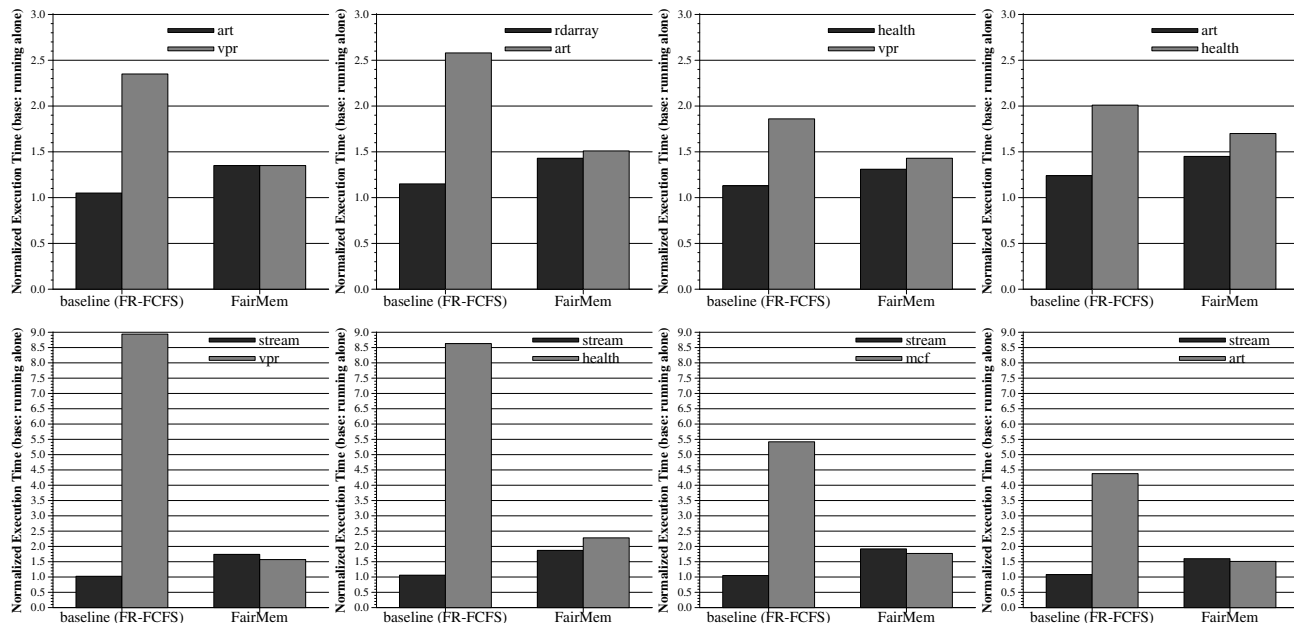 Normalized Execution Time (base: running alone)
3.0
2.5
2.0
1.5
1.0
0.5
0.0
art
vpr
baseline (FR-FCFS)
FairMem
Normalized Execution Time (base: running alone)
3.0
2.5
2.0
1.5
1.0
0.5
0.0
rdarray
art
baseline (FR-FCFS)
FairMem
Normalized Execution Time (base: running alone)
3.0
2.5
2.0
1.5
1.0
0.5
0.0
health
vpr
baseline (FR-FCFS)
FairMem
Normalized Execution Time (base: running alone)
3.0
2.5
2.0
1.5
1.0
0.5
0.0
art
health
baseline (FR-FCFS)
FairMem
Normalized Execution Time (base: running alone)
9.0
8.5
8.0
7.5
7.0
6.5
6.0
5.5
5.0
4.5
4.0
3.5
3.0
2.5
2.0
1.5
1.0
0.5
0.0
stream
vpr
baseline (FR-FCFS)
FairMem
Normalized Execution Time (base: running alone)
9.0
8.5
8.0
7.5
7.0
6.5
6.0
5.5
5.0
4.5
4.0
3.5
3.0
2.5
2.0
1.5
1.0
0.5
0.0
stream
health
baseline (FR-FCFS)
FairMem
Normalized Execution Time (base: running alone)
9.0
8.5
8.0
7.5
7.0
6.5
6.0
5.5
5.0
4.5
4.0
3.5
3.0
2.5
2.0
1.5
1.0
0.5
0.0
stream
mcf
baseline (FR-FCFS)
FairMem
Normalized Execution Time (base: running alone)
9.0
8.5
8.0
7.5
7.0
6.5
6.0
5.5
5.0
4.5
4.0
3.5
3.0
2.5
2.0
1.5
1.0
0.5
0.0
stream
art
baseline (FR-FCFS)
FairMem